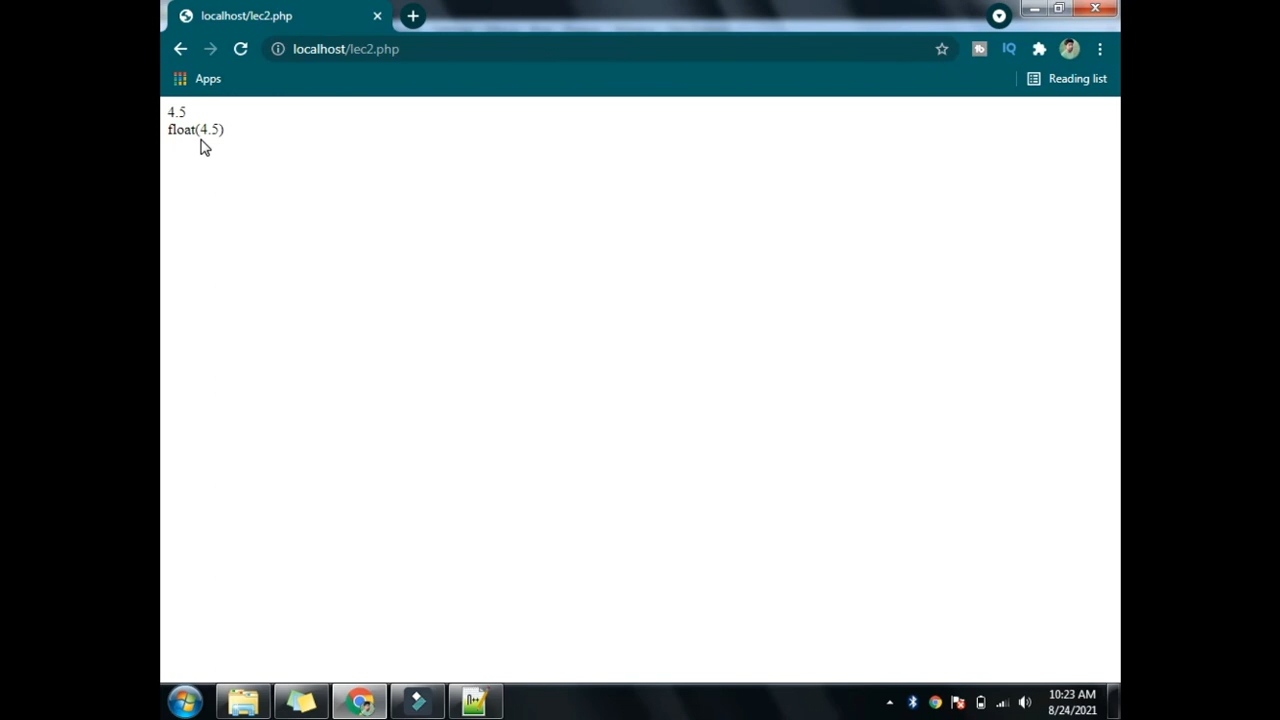 localhost/lec2.php
localhost/lec2.php
IQ
Apps
Reading list
4.5
float(4.5)
10:23 AM
8/24/2021